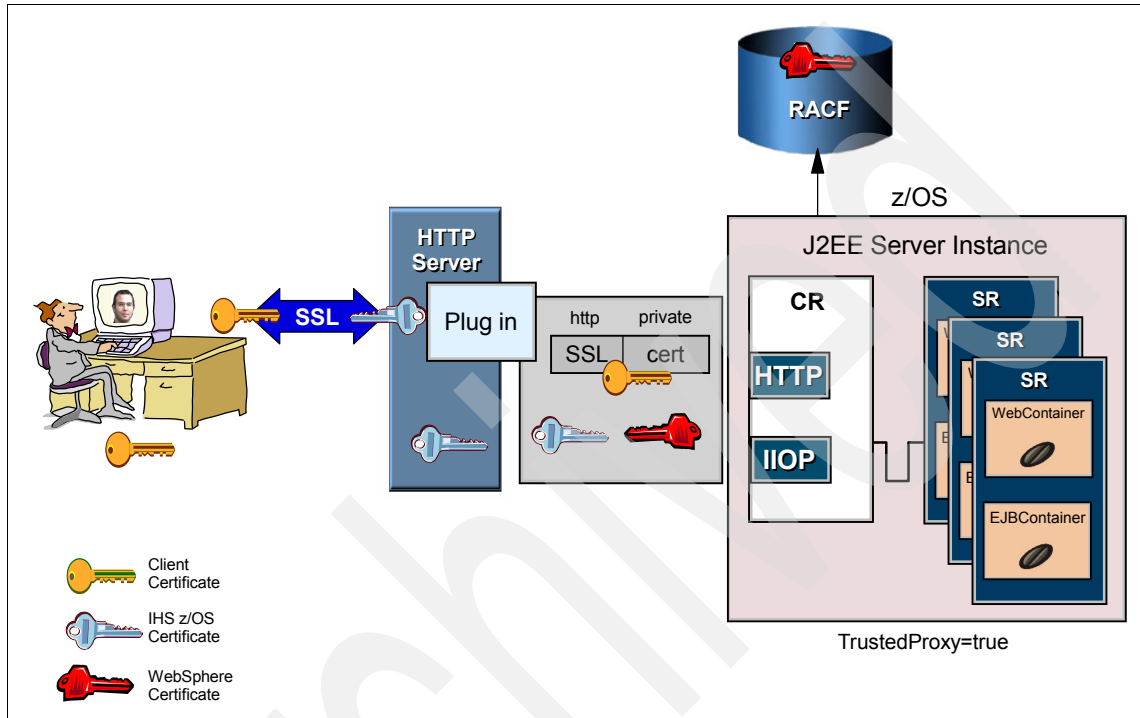 RACF
z/OS
J2EE Server Instance
HTTP
Server
Plug in
SSL
http
private
SSL
cert
CR
HTTP
IIOP
SR
W
E
SR
W
E
SR
WebContainer
EJBContainer
TrustedProxy=true
Client
Certificate
IHS z/OS
Certificate
WebSphere
Certificate